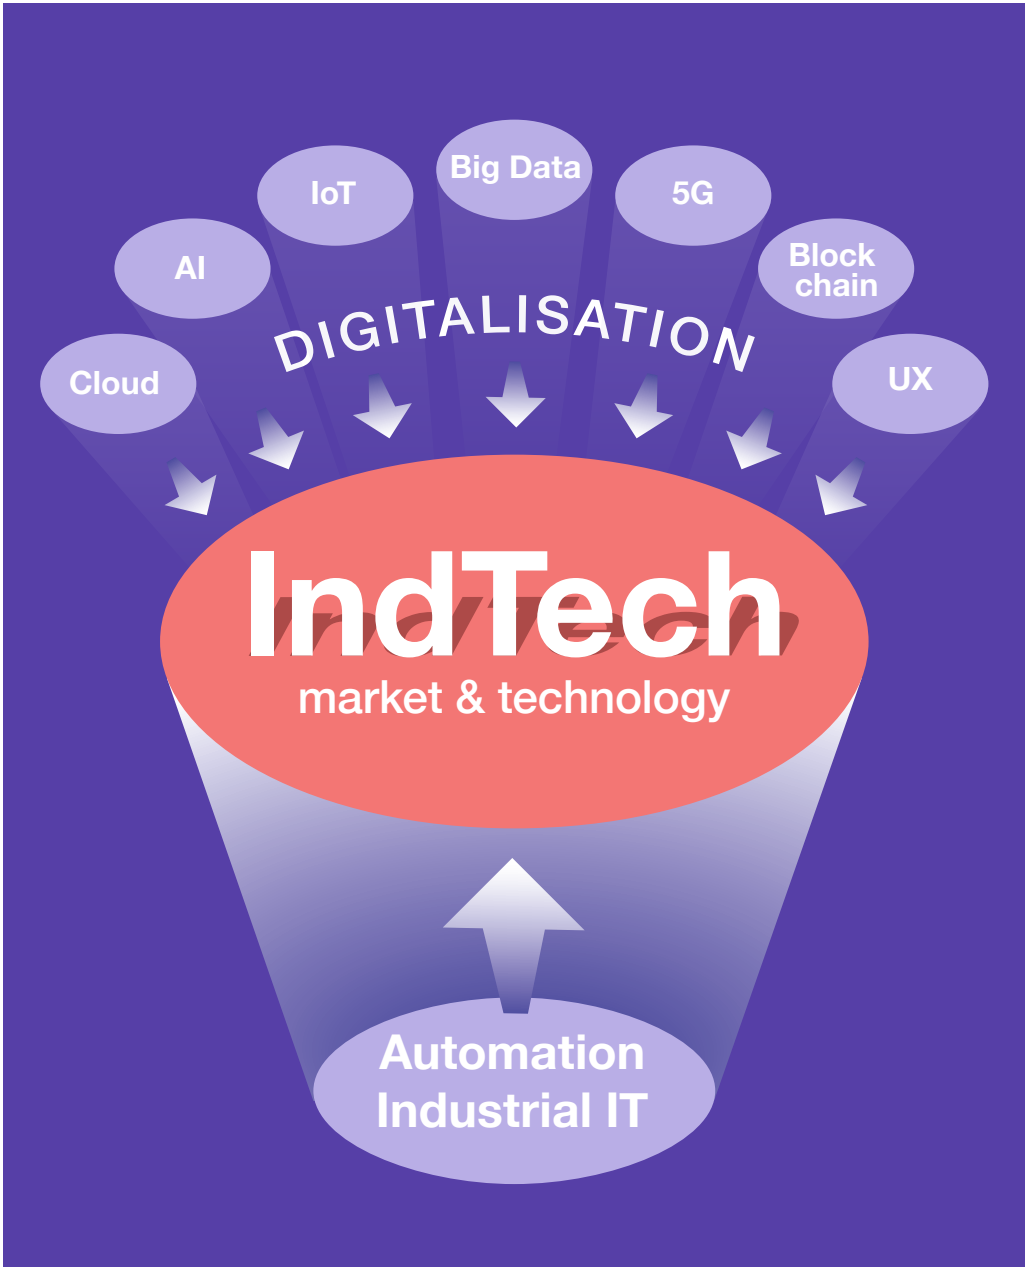 Big Data
IoT
5G
AI
Block
chain
DIGITALISATION
Cloud
UX
IndTech
market & technology
Automation
Industrial IT